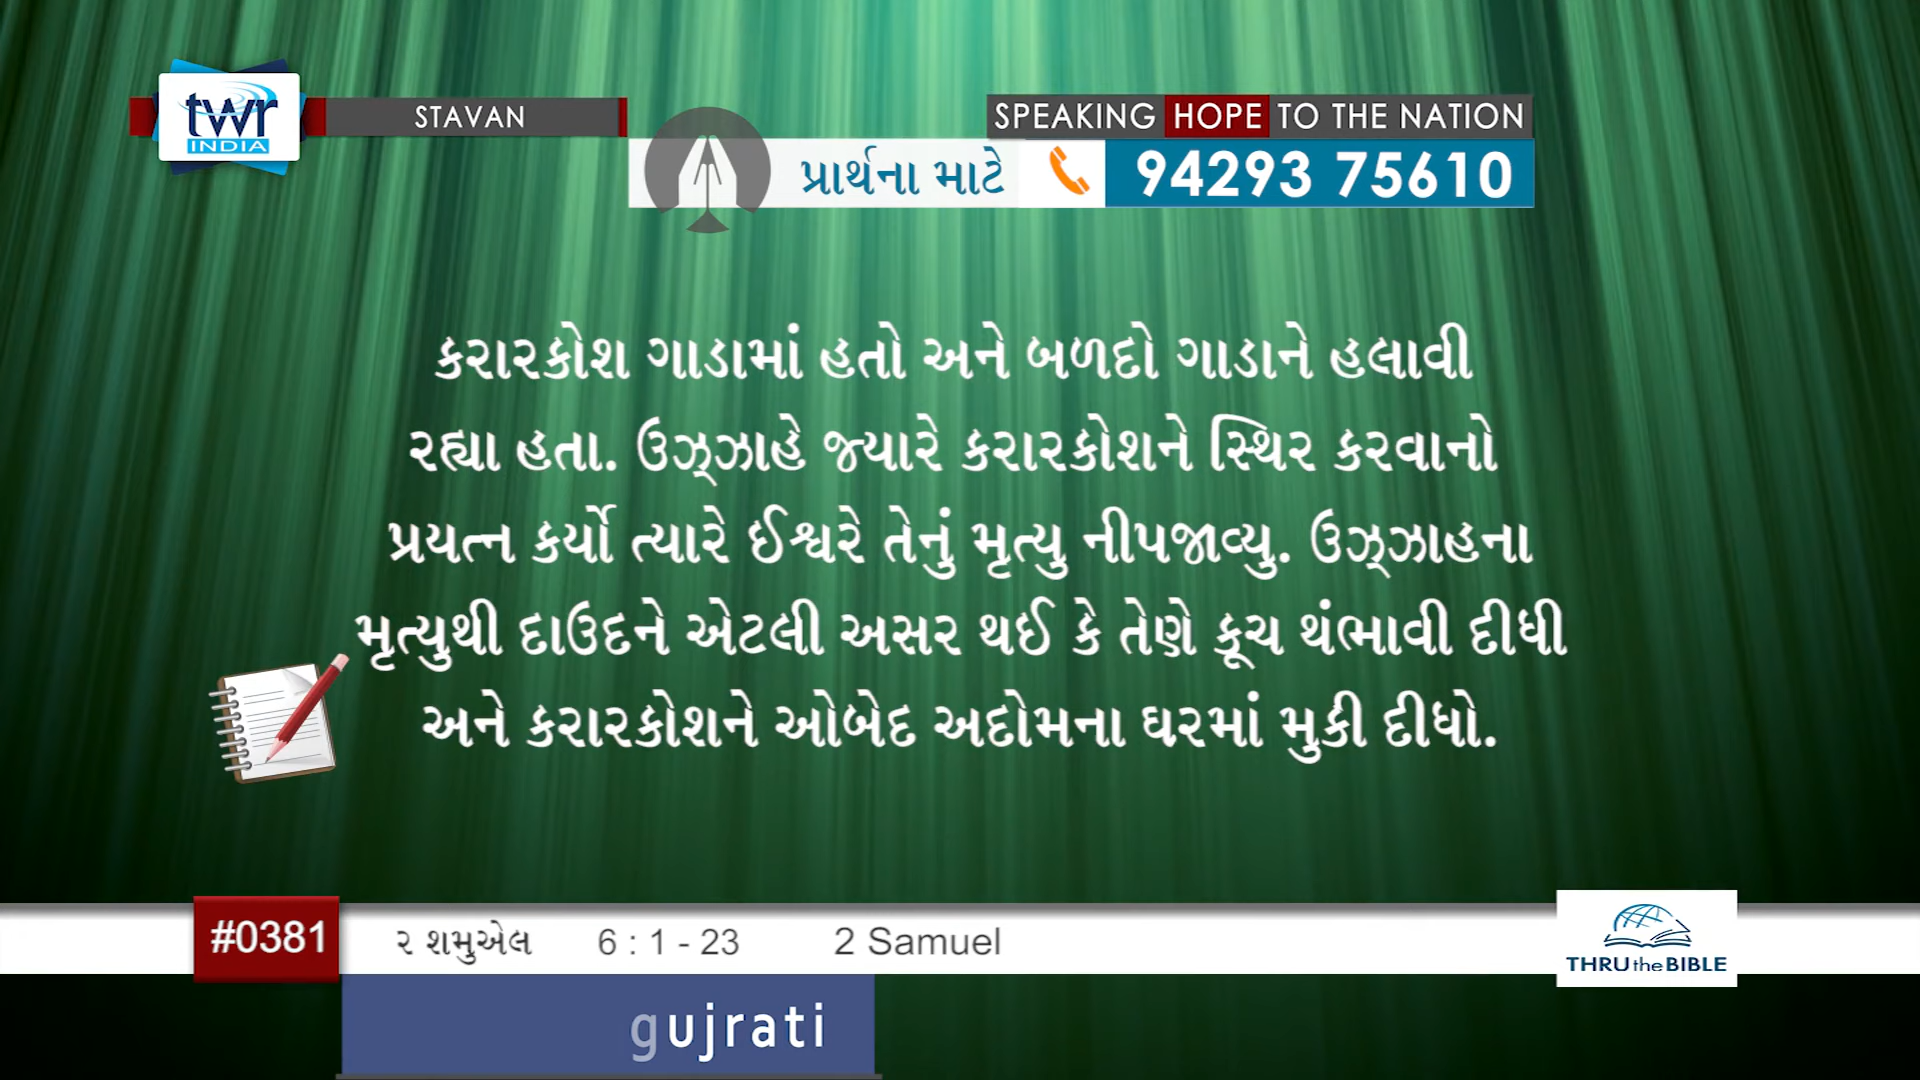 twr
INDIA
STAVAN
SPEAKING HOPE TO THE NATION
પ્રાર્થના માટે 94293 75610
કરારકોશ ગાડામાં હતો અને બળદો ગાડાને હલાવી
રહ્યા હતા. ઉઝ્ઝાહે જ્યારે કરારકોશને સ્થિર કરવાનો
પ્રયત્ન કર્યો ત્યારે ઈશ્વરે તેનું મૃત્યુ નીપજાવ્યુ. ઉઝ્ઝાહના
મૃત્યુથી દાઉદને એટલી અસર થઈ કે તેણે કૂચ થંભાવી દીધી
અને કરારકોશને ઓબેદ અદોમના ઘરમાં મુકી દીધો.
#0381 ૨ શમુએલ 6 : 1 - 23 2 Samuel
THRU the BIBLE
gujrati